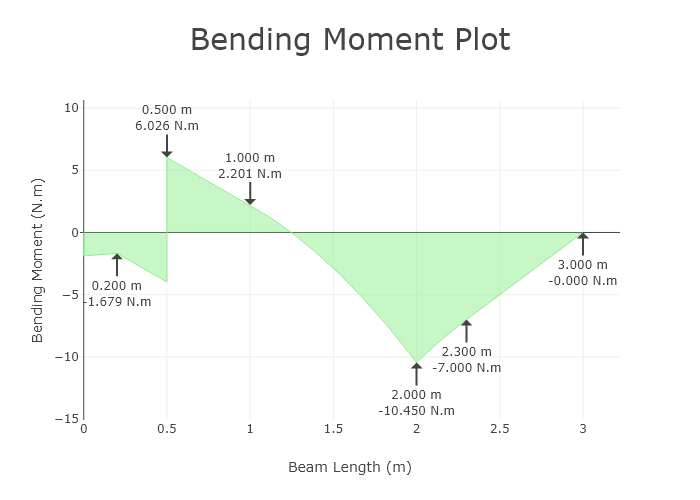 Bending Moment Plot
Bending Moment (N.m)
10
5
0
−5
−10
−15
0.500 m
6.026 N.m
1.000 m
2.201 N.m
0.200 m
-1.679 N.m
3.000 m
-0.000 N.m
2.300 m
-7.000 N.m
2.000 m
-10.450 N.m
0
0.5
1
1.5
2
2.5
3
Beam Length (m)